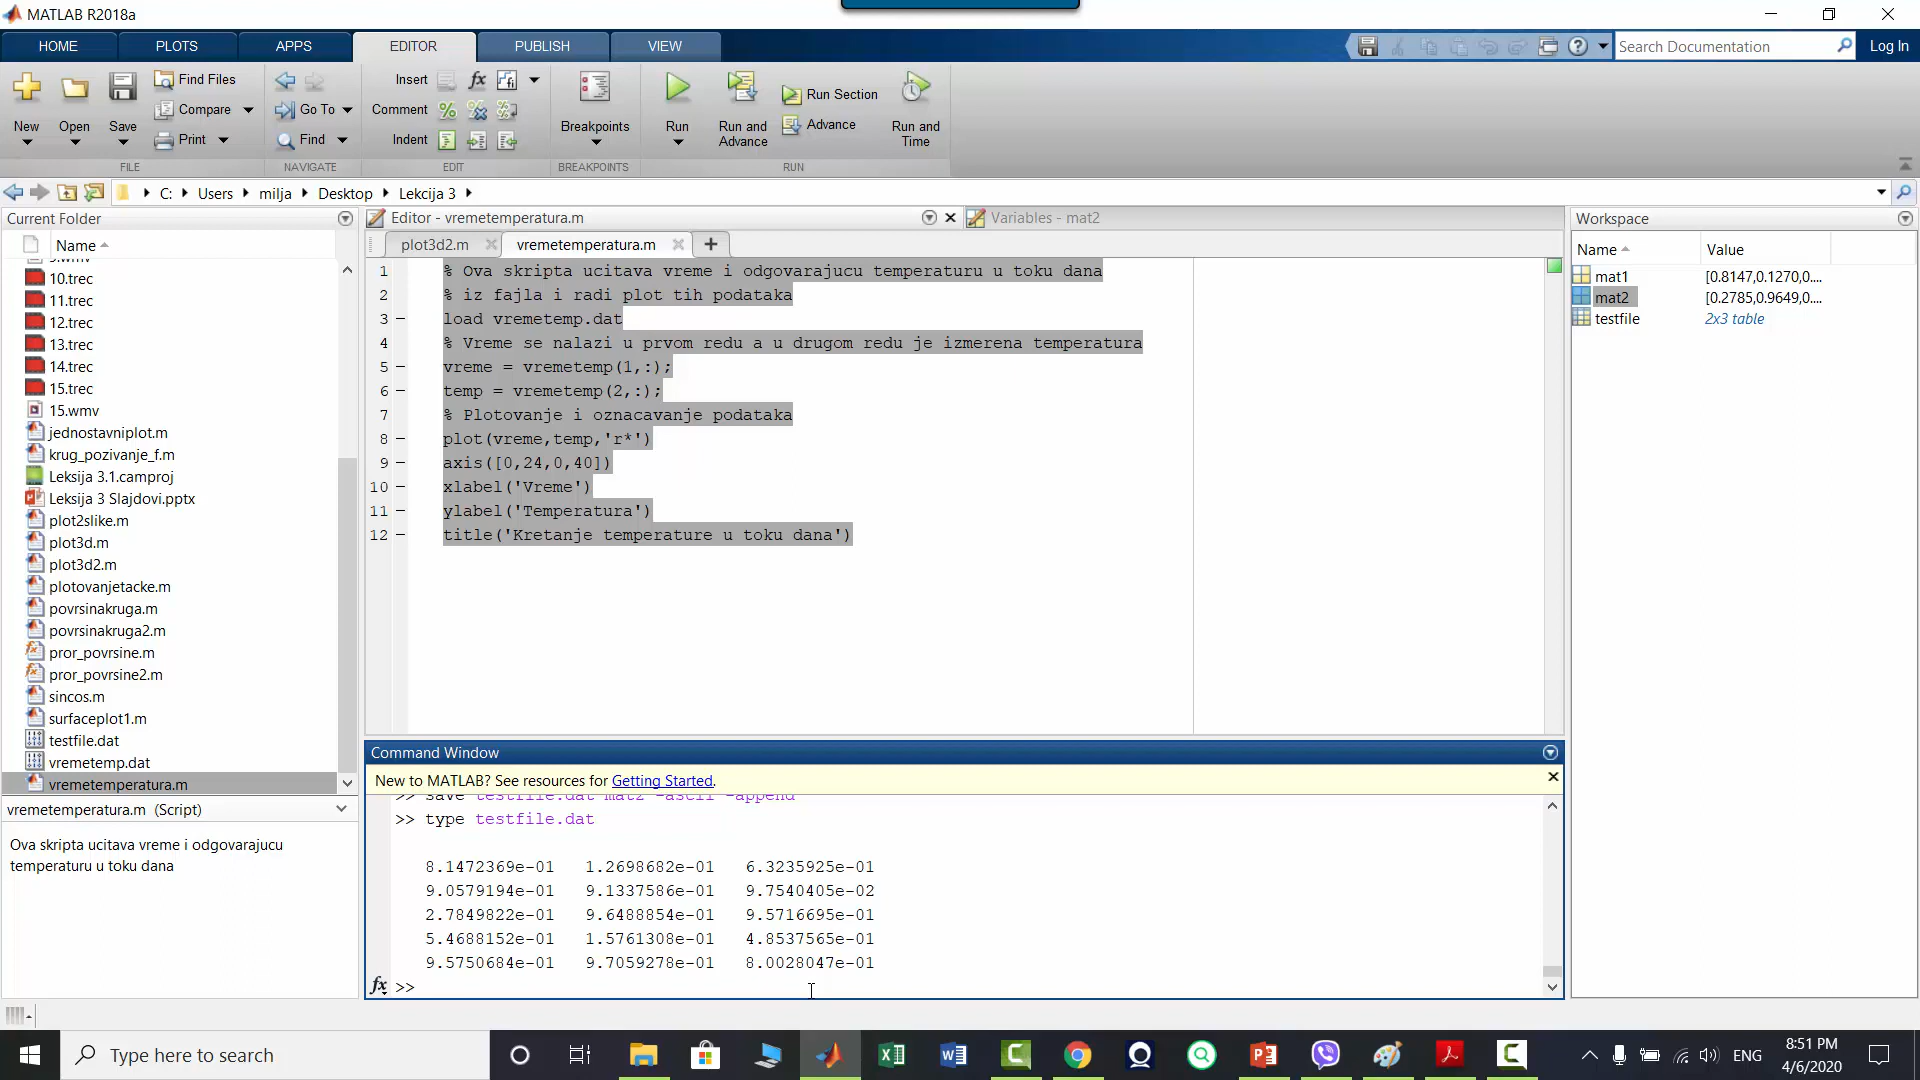 MATLAB R2018a
HOME PLOTS APPS EDITOR PUBLISH VIEW
Search Documentation
Log In
New
Open
Save
Find Files
Compare
Print
FILE
Go To
Find
NAVIGATE
Insert
Comment
Indent
EDIT
Breakpoints
BREAKPOINTS
Run
Run and Advance
Run Section
Advance
Run and Time
RUN
C: Users milja Desktop Lekcija 3
Current Folder
Name
10.trec
11.trec
12.trec
13.trec
14.trec
15.trec
15.wmv
jednostavniplot.m
krug_pozivanje_f.m
Leksija 3.1.camproj
Leksija 3 Slajdovi.pptx
plot2slike.m
plot3d.m
plot3d2.m
plotovanjetacke.m
povrsinakruga.m
povrsinakruga2.m
pror_povrsine.m
pror_povrsine2.m
sincos.m
surfaceplot1.m
testfile.dat
vremetemp.dat
vremetemperatura.m
vremetemperatura.m (Script)
Ova skripta ucitava vreme i odgovarajucu
temperaturu u toku dana
Editor - vremetemperatura.m
Variables - mat2
plot3d2.m
vremetemperatura.m
1 % Ova skripta ucitava vreme i odgovarajucu temperaturu u toku dana
2 % iz fajla i radi plot tih podataka
3 – load vremetemp.dat
4 % Vreme se nalazi u prvom redu a u drugom redu je izmerena temperatura
5 – vreme = vremetemp(1,:);
6 – temp = vremetemp(2,:);
7 % Plotovanje i oznacavanje podataka
8 – plot(vreme,temp,'r*')
9 – axis([0,24,0,40])
10 – xlabel('Vreme')
11 – ylabel('Temperatura')
12 – title('Kretanje temperature u toku dana')
Command Window
New to MATLAB? See resources for Getting Started.
>> save testfile.dat mat2 -ascii -append
>> type testfile.dat
8.1472369e-01 1.2698682e-01 6.3235925e-01
9.0579194e-01 9.1337586e-01 9.7540405e-02
2.7849822e-01 9.6488854e-01 9.5716695e-01
5.4688152e-01 1.5761308e-01 4.8537565e-01
9.5750684e-01 9.7059278e-01 8.0028047e-01
fx >>
Workspace
Name Value
mat1 [0.8147,0.1270,0....
mat2 [0.2785,0.9649,0....
testfile 2x3 table
Type here to search
ENG
8:51 PM
4/6/2020